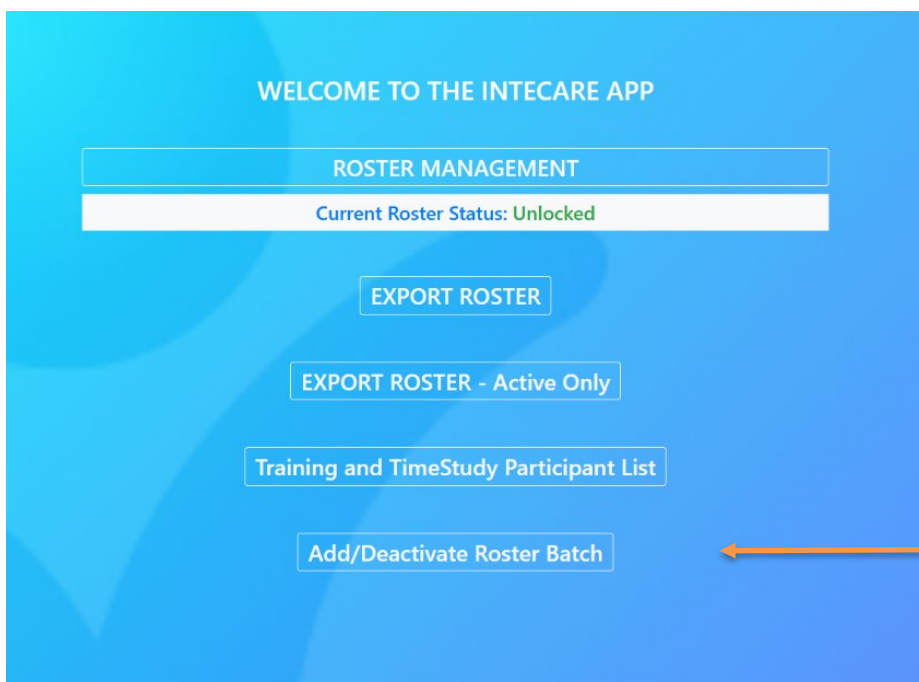 WELCOME TO THE INTECARE APP
ROSTER MANAGEMENT
Current Roster Status: Unlocked
EXPORT ROSTER
EXPORT ROSTER - Active Only
Training and TimeStudy Participant List
Add/Deactivate Roster Batch